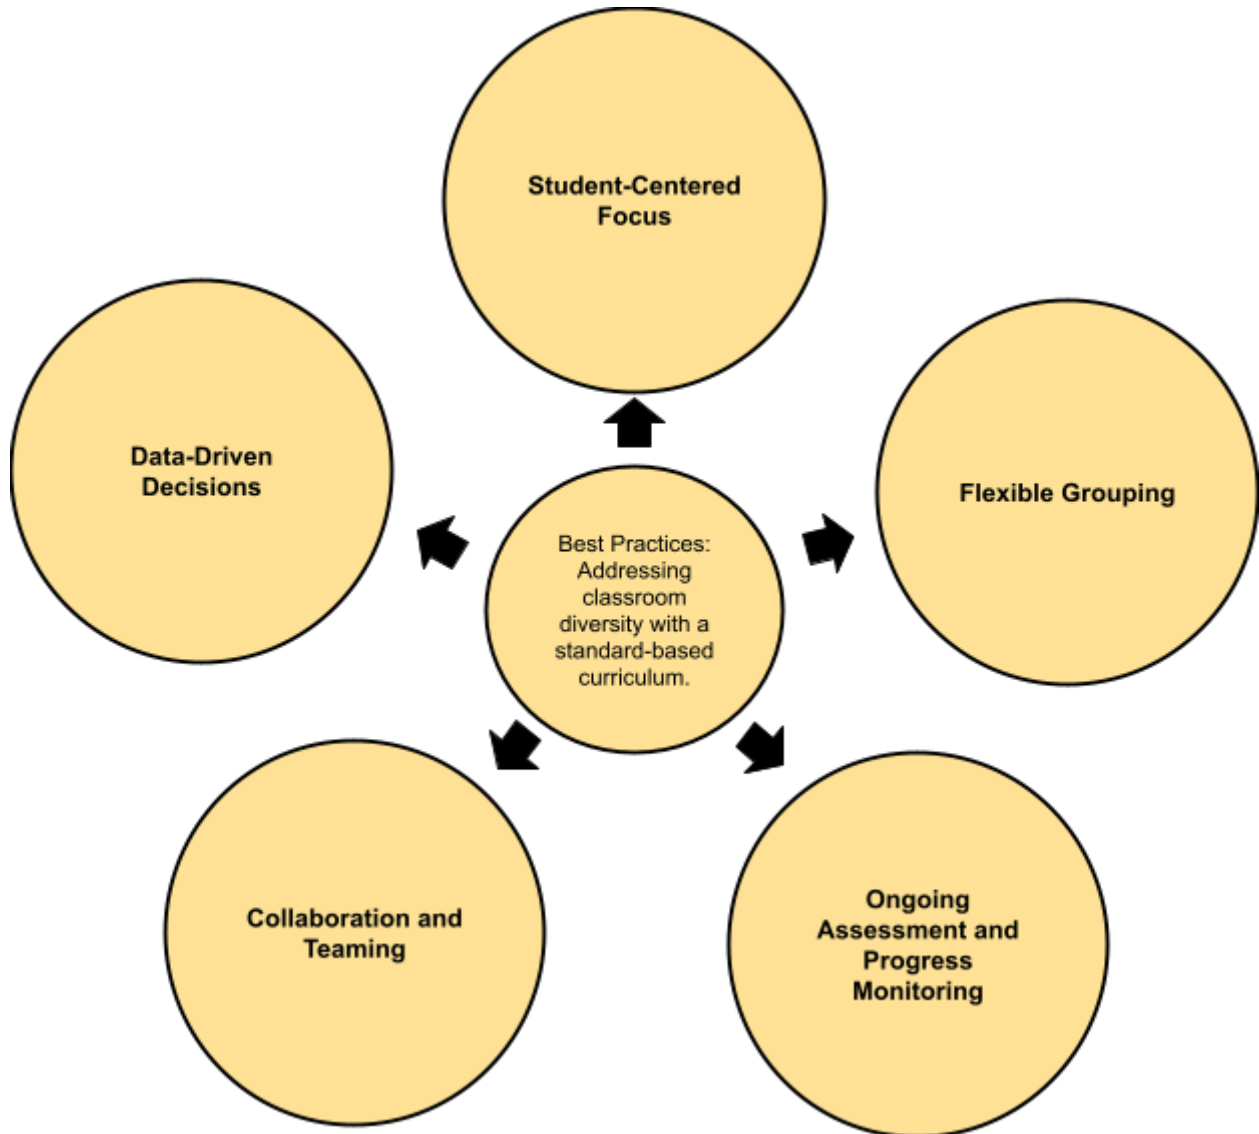 Student-Centered
Focus
Data-Driven
Decisions
Flexible Grouping
Best Practices:
Addressing
classroom
diversity with a
standard-based
curriculum.
Collaboration and
Teaming
Ongoing
Assessment and
Progress
Monitoring